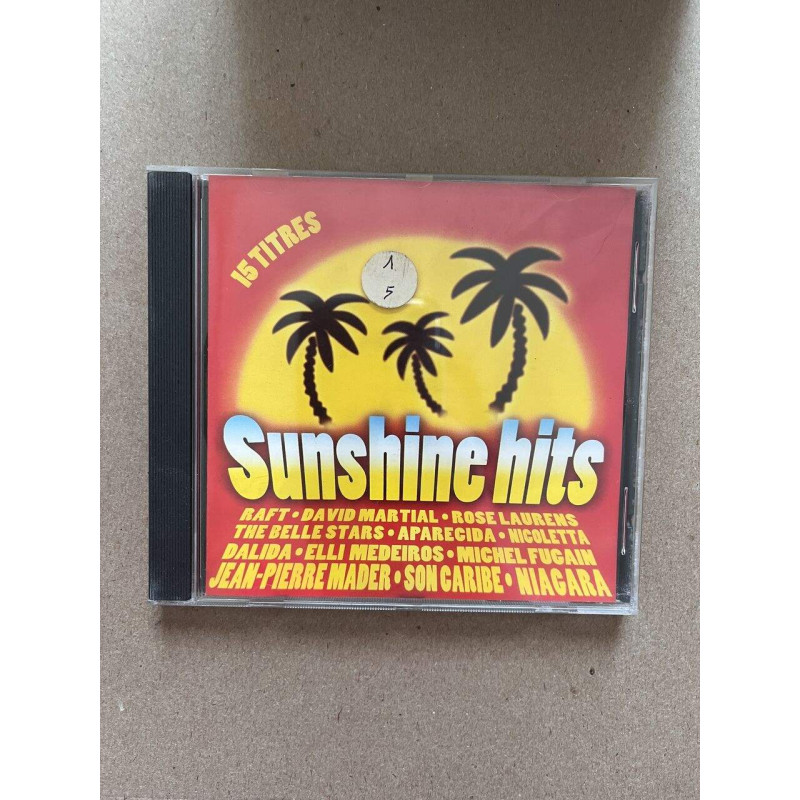 15 TITRES
1
5
Sunshine hits
RAFT • DAVID MARTIAL • ROSE LAURENS
THE BELLE STARS • APARECIDA • NICOLETTA
DALIDA • ELLI MEDEIROS • MICHEL FUGAIN
JEAN-PIERRE MADER • SON CARIBE • NIAGARA